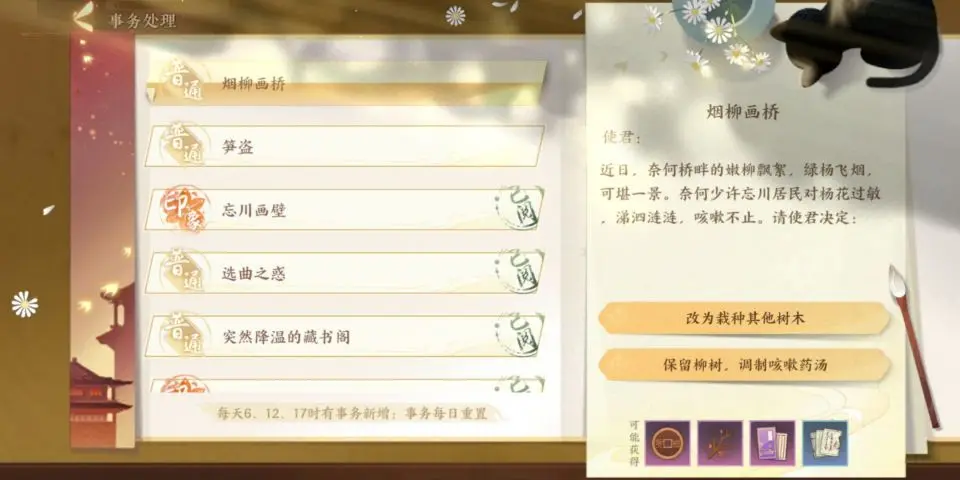 事务处理
普通
烟柳画桥
普通
笋盗
印象
忘川画壁
已阅
普通
选曲之惑
已阅
普通
突然降温的藏书阁
已阅
每天6、12、17时有事务新增；事务每日重置
烟柳画桥
使君：
近日，奈何桥畔的嫩柳飘絮，绿杨飞烟，
可堪一景。奈何少许忘川居民对杨花过敏
，涕泗涟涟，咳嗽不止。请使君决定：
改为栽种其他树木
保留柳树，调制咳嗽药汤
可能获得